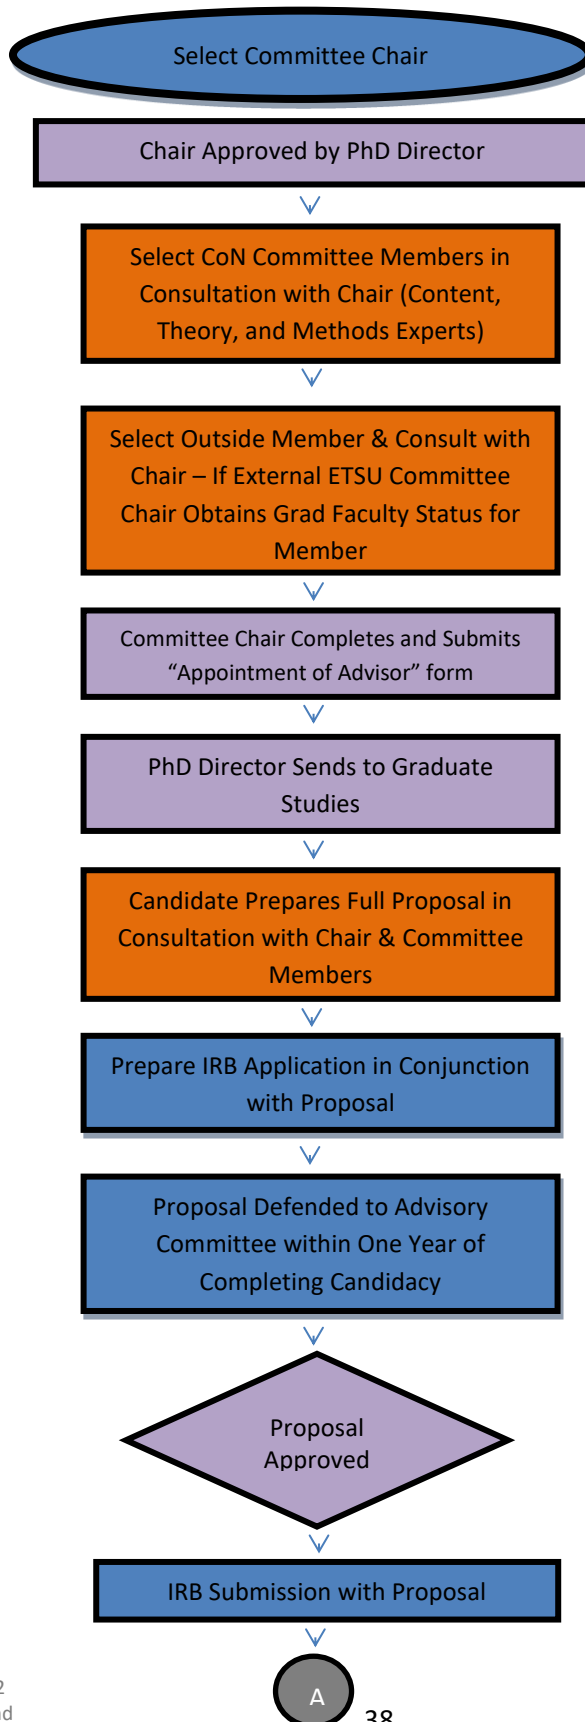 Select Committee Chair
Chair Approved by PhD Director
Select CoN Committee Members in
Consultation with Chair (Content,
Theory, and Methods Experts)
Select Outside Member & Consult with
Chair – If External ETSU Committee
Chair Obtains Grad Faculty Status for
Member
Committee Chair Completes and Submits
“Appointment of Advisor” form
PhD Director Sends to Graduate
Studies
Candidate Prepares Full Proposal in
Consultation with Chair & Committee
Members
Prepare IRB Application in Conjunction
with Proposal
Proposal Defended to Advisory
Committee within One Year of
Completing Candidacy
Proposal
Approved
IRB Submission with Proposal
A
38